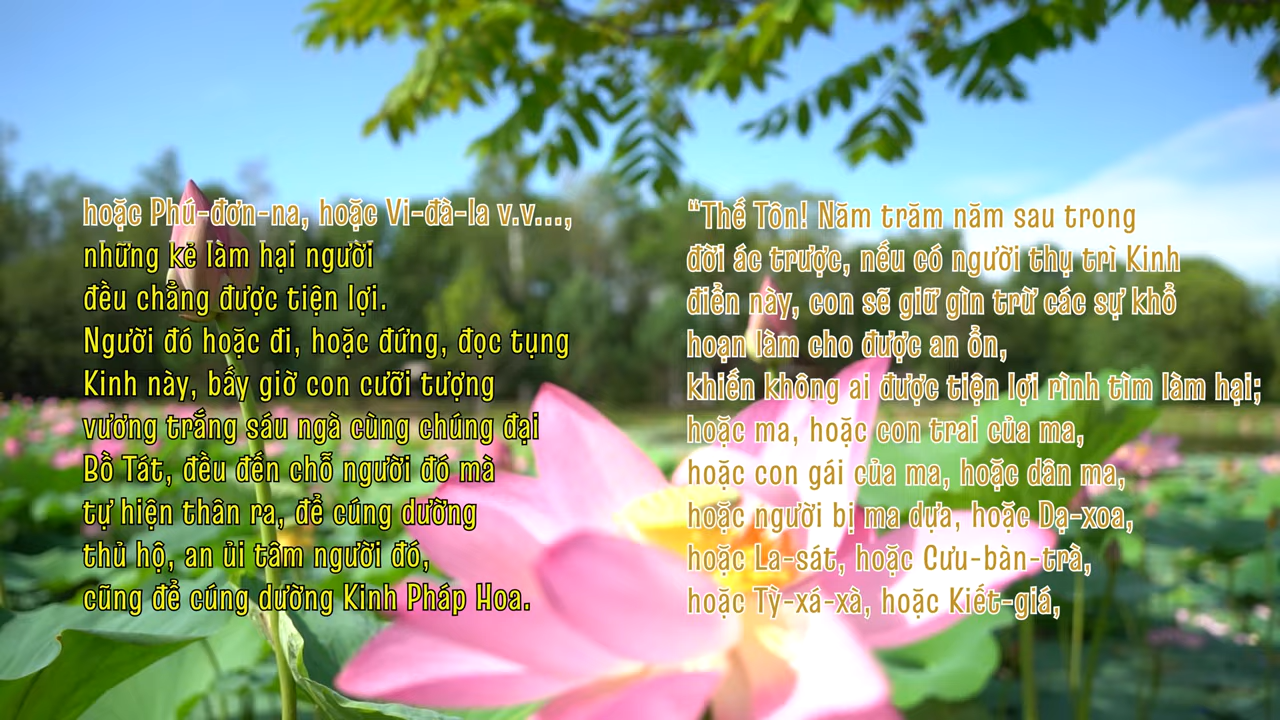 hoặc Phú-đơn-na, hoặc Vi-đà-la v.v...,
những kẻ làm hại người
đều chẳng được tiện lợi.
Người đó hoặc đi, hoặc đứng, đọc tụng
Kinh này, bấy giờ con cưỡi tượng
vương trắng sáu ngà cùng chúng đại
Bồ Tát, đều đến chỗ người đó mà
tự hiện thân ra, để cúng dường
thủ hộ, an ủi tâm người đó,
cũng để cúng dường Kinh Pháp Hoa.
“Thế Tôn! Năm trăm năm sau trong
đời ác trược, nếu có người thụ trì Kinh
điển này, con sẽ giữ gìn trừ các sự khổ
hoạn làm cho được an ổn,
khiến không ai được tiện lợi rình tìm làm hại;
hoặc ma, hoặc con trai của ma,
hoặc con gái của ma, hoặc dân ma,
hoặc người bị ma dựa, hoặc Dạ-xoa,
hoặc La-sát, hoặc Cưu-bàn-trà,
hoặc Tỳ-xá-xà, hoặc Kiết-giá,